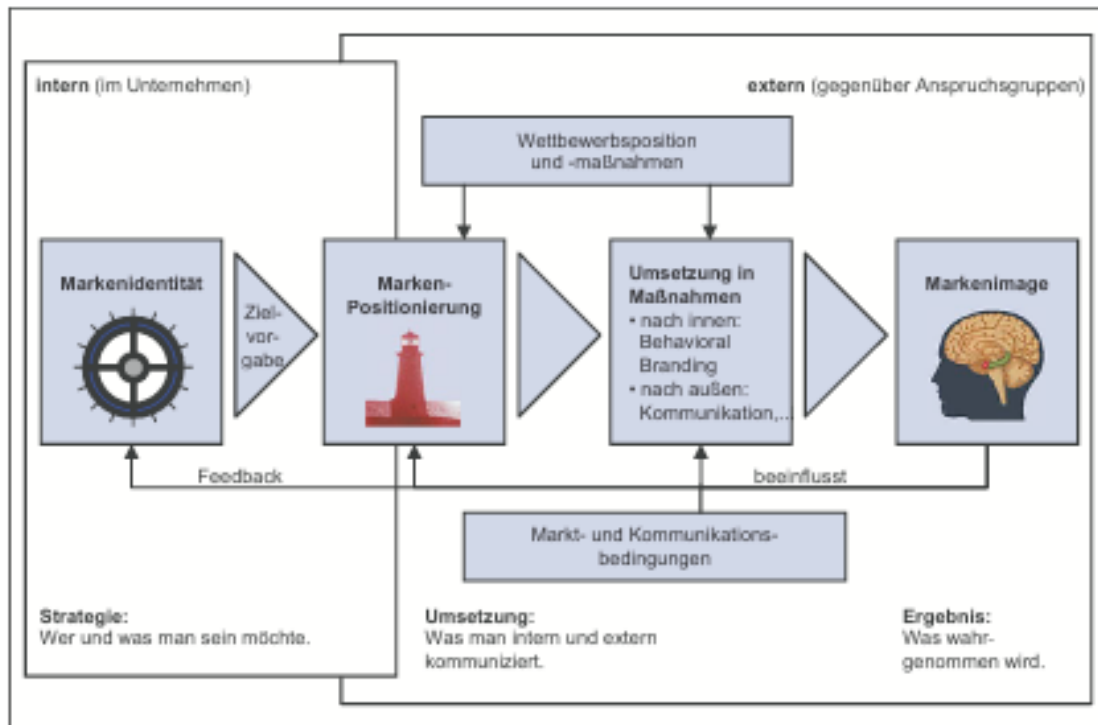 intern (im Unternehmen)
extern (gegenüber Anspruchsgruppen)
Wettbewerbsposition
und -maßnahmen
Markenidentität
Ziel-
vor-
gabe
Marken-
Positionierung
Umsetzung in
Maßnahmen
• nach innen:
Behavioral
Branding
• nach außen:
Kommunikation,...
Markenimage
Feedback
beeinflusst
Markt- und Kommunikations-
bedingungen
Strategie:
Wer und was man sein möchte.
Umsetzung:
Was man intern und extern
kommuniziert.
Ergebnis:
Was wahr-
genommen wird.